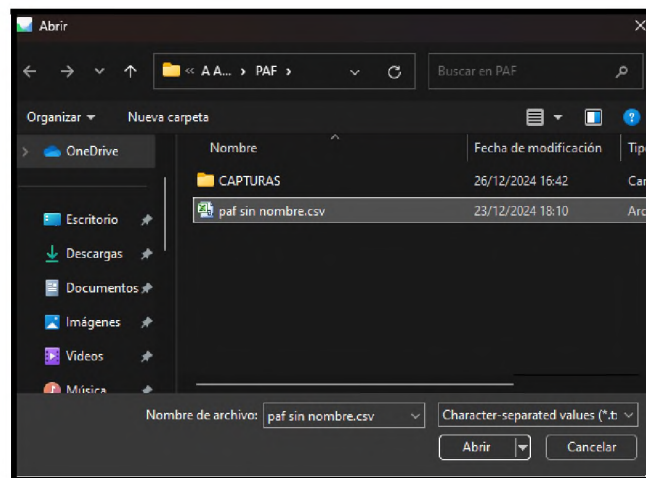 Abrir
« A A... › PAF ›
Buscar en PAF
Organizar
Nueva carpeta
OneDrive
Nombre
Fecha de modificación
Tip
CAPTURAS
26/12/2024 16:42
Car
Escritorio
paf sin nombre.csv
23/12/2024 18:10
Arc
Descargas
Documentos
Imágenes
Videos
Música
Nombre de archivo:
paf sin nombre.csv
Character-separated values (*.t
Abrir
Cancelar